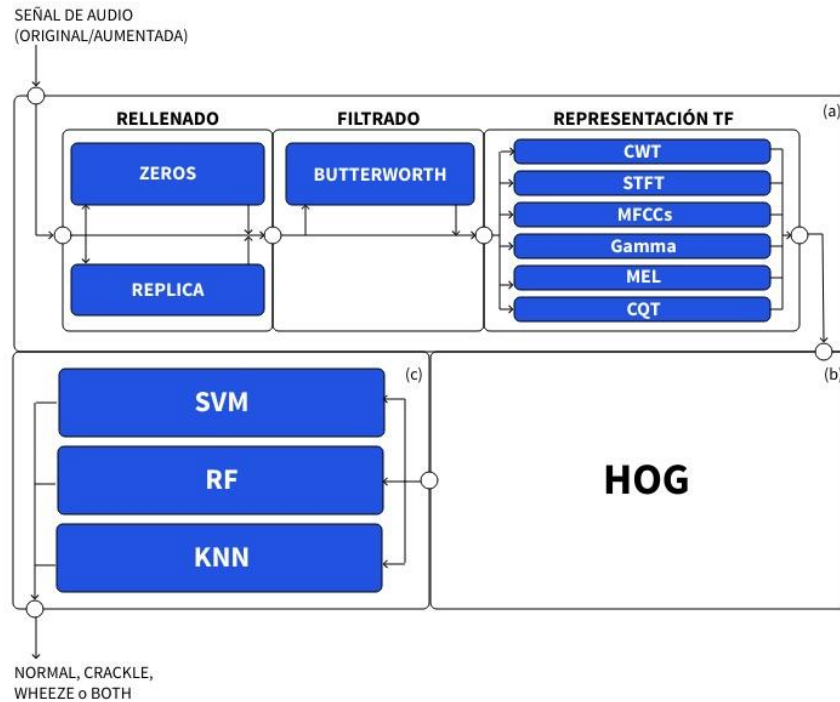 SEÑAL DE AUDIO
(ORIGINAL/AUMENTADA)
(a)
RELLENADO
FILTRADO
REPRESENTACIÓN TF
ZEROS
REPLICA
BUTTERWORTH
CWT
STFT
MFCCs
Gamma
MEL
CQT
(b)
HOG
(c)
SVM
RF
KNN
NORMAL, CRACKLE,
WHEEZE o BOTH